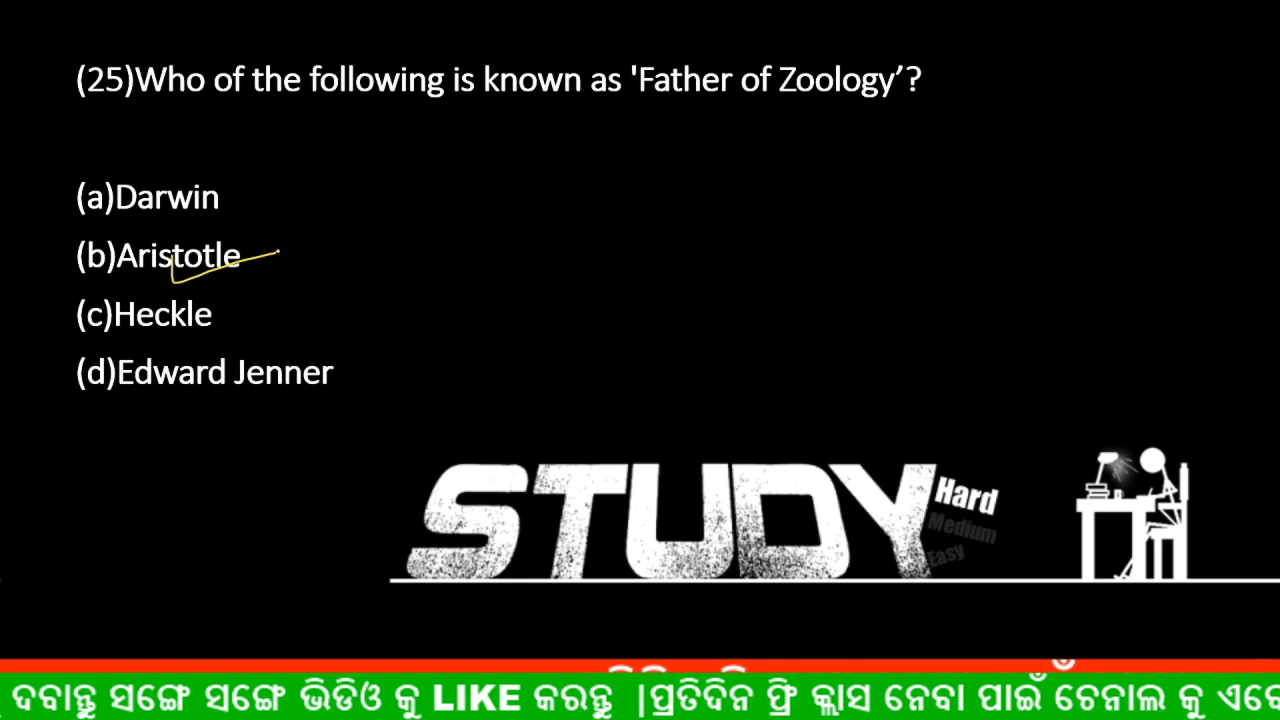 (25)Who of the following is known as 'Father of Zoology’?
(a)Darwin
(b)Aristotle
(c)Heckle
(d)Edward Jenner
STUDY Hard
Medium
Easy
ଦବାନ୍ତୁ ସଙ୍ଗେ ସଙ୍ଗେ ଭିଡିଓ କୁ LIKE କରନ୍ତୁ |ପ୍ରତିଦିନ ଫ୍ରି କ୍ଲାସ ନେବା ପାଇଁ ଚେନାଲ କୁ